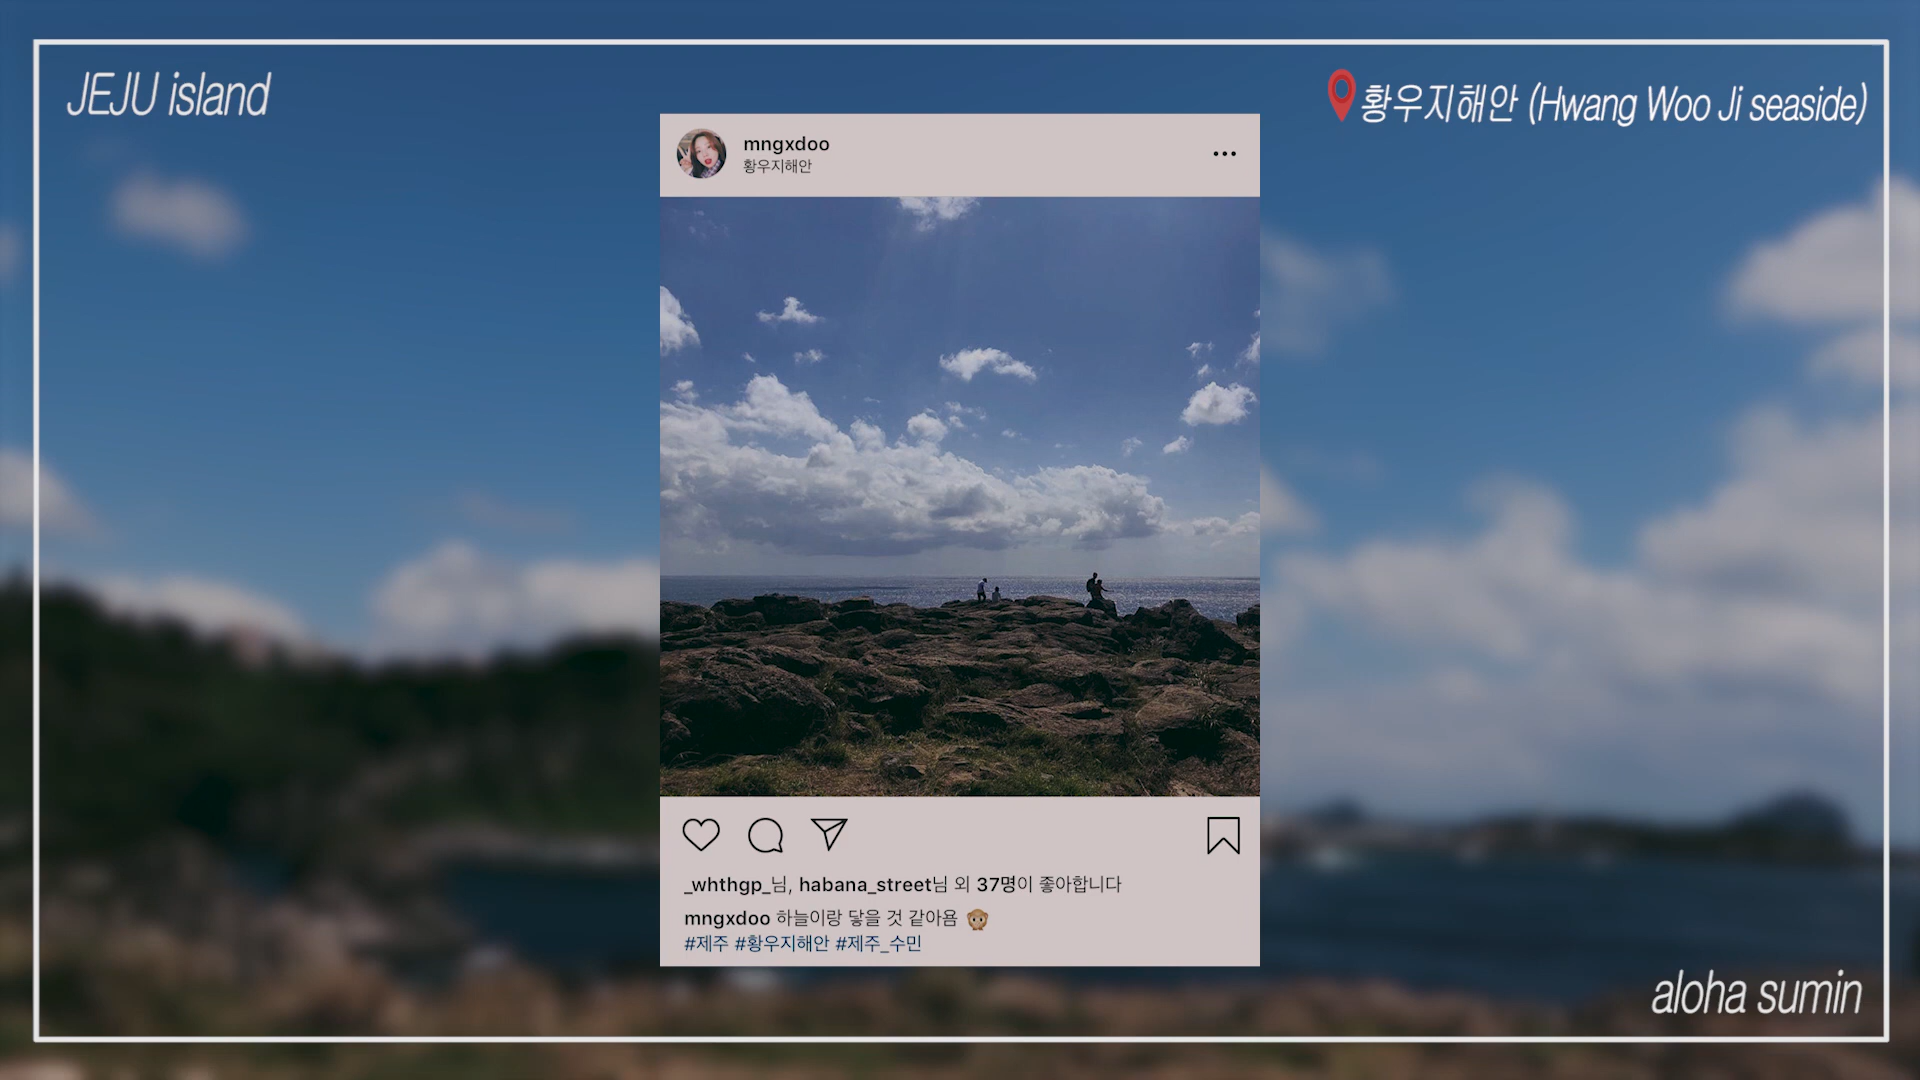 JEJU island
황우지해안 (Hwang Woo Ji seaside)
mngxdoo
황우지해안
_whthgp_님, habana_street님 외 37명이 좋아합니다
mngxdoo 하늘이랑 닿을 것 같아욤
#제주 #황우지해안 #제주_수민
aloha sumin